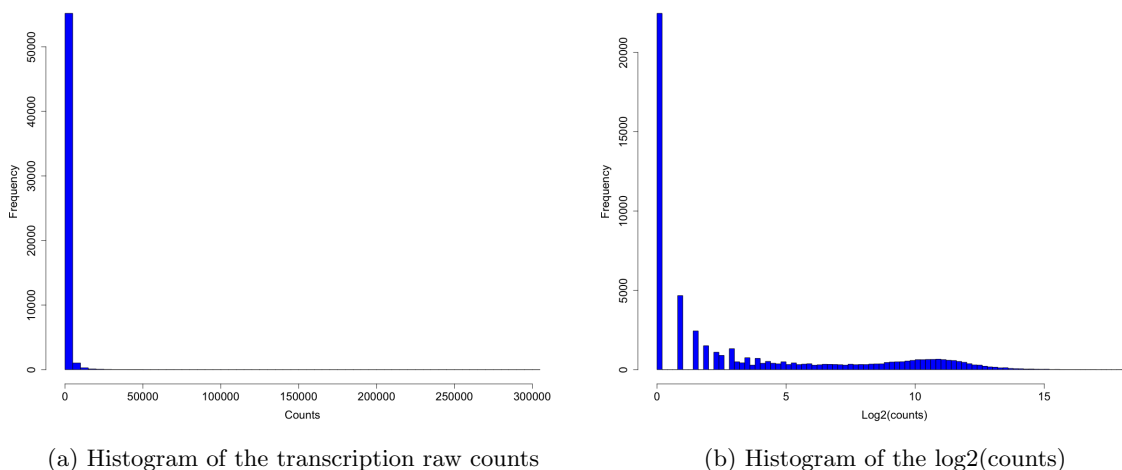 Frequency
0 10000 20000 30000 40000 50000
0 50000 100000 150000 200000 250000 300000
Counts
(a) Histogram of the transcription raw counts
Frequency
0 5000 10000 15000 20000
0 5 10 15
Log2(counts)
(b) Histogram of the log2(counts)